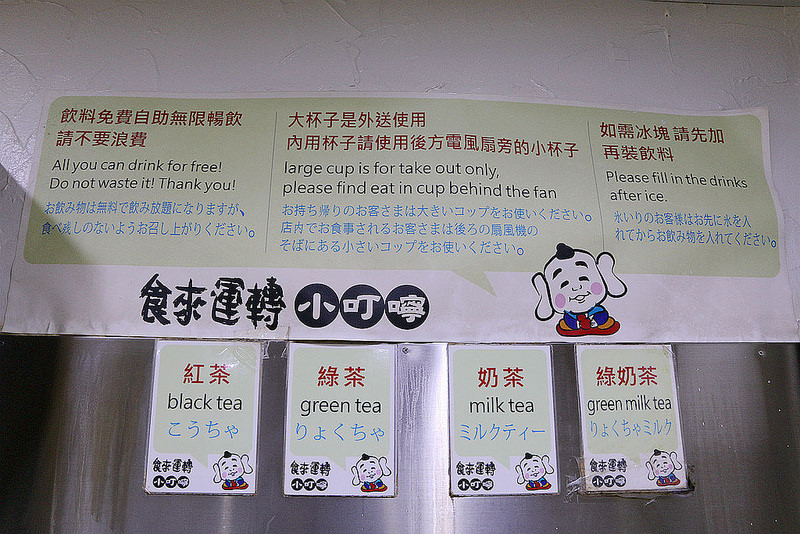 飲料免費自助無限暢飲
請不要浪費
All you can drink for free!
Do not waste it! Thank you!
お飲み物は無料で飲み放題になりますが、
食べ残しのないようお召し上がりください。
大杯子是外送使用
內用杯子請使用後方電風扇旁的小杯子
large cup is for take out only,
please find eat in cup behind the fan
お持ち帰りのお客さまは大きいコップをお使いください。
店内でお食事されるお客さまは後ろの扇風機の
そばにある小さいコップをお使いください。
如需冰塊 請先加
再裝飲料
Please fill in the drinks
after ice.
氷いりのお客様はお先に氷を入
れてからお飲み物を入れてください。
食來運轉 小叮嚀
紅茶
black tea
こうちゃ
食來運轉
小叮嚀
綠茶
green tea
りょくちゃ
食來運轉
小叮嚀
奶茶
milk tea
ミルクティー
食來運轉
小叮嚀
綠奶茶
green milk tea
りょくちゃミルク
食來運轉
小叮嚀